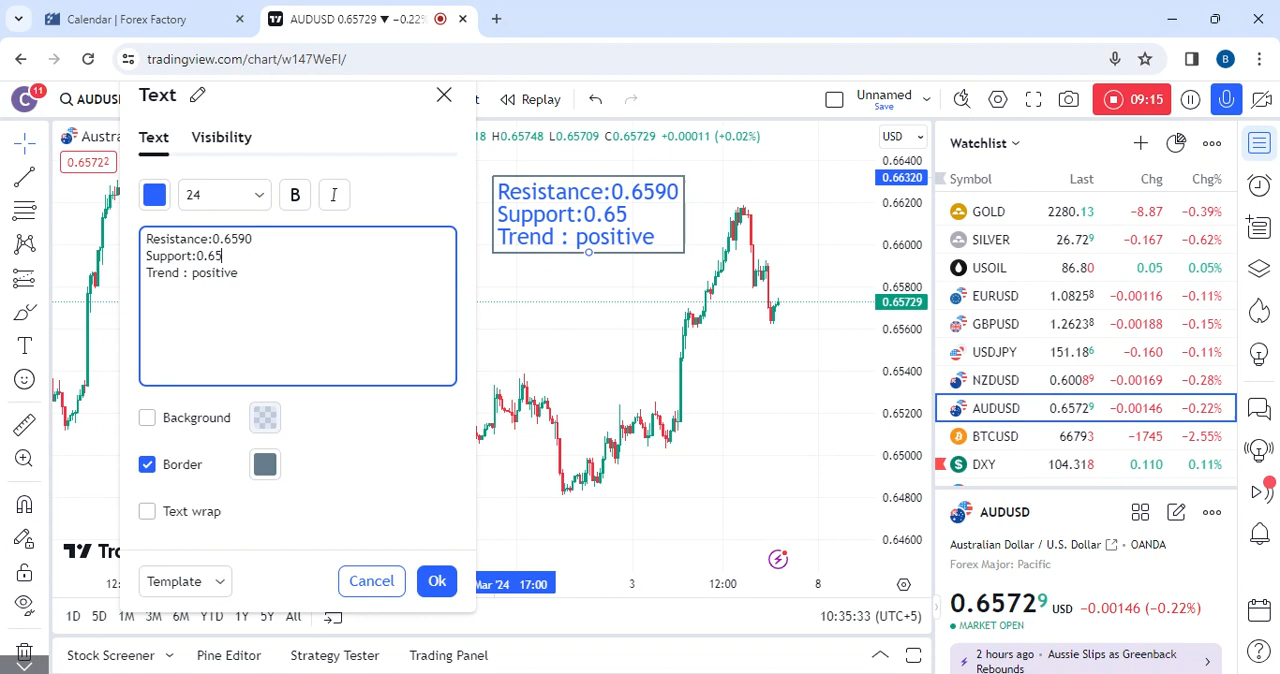 Calendar | Forex Factory
AUDUSD 0.65729 ▼ −0.22%
tradingview.com/chart/w147WeFI/
B
C 11
AUDUS
Replay
Unnamed
Save
09:15
Text
Text Visibility
24
B I
Resistance:0.6590
Support:0.65
Trend : positive
Background
Border
Text wrap
Template
Cancel
Ok
Austra
0.65722
18 H0.65748 L0.65709 C0.65729 +0.00011 (+0.02%)
USD
Resistance:0.6590
Support:0.65
Trend : positive
0.66400
0.66320
0.66200
0.66000
0.65800
0.65729
0.65600
0.65400
0.65200
0.65000
0.64800
0.64600
Tra
12:
Mar '24 17:00
3
12:00
8
1D 5D 1M 3M 6M YTD 1Y 5Y All
10:35:33 (UTC+5)
Stock Screener Pine Editor Strategy Tester Trading Panel
Watchlist
Symbol Last Chg Chg%
GOLD 2280.13 −8.87 −0.39%
SILVER 26.729 −0.167 −0.62%
USOIL 86.80 0.05 0.05%
EURUSD 1.08258 −0.00116 −0.11%
GBPUSD 1.26238 −0.00188 −0.15%
USDJPY 151.186 −0.160 −0.11%
NZDUSD 0.60089 −0.00169 −0.28%
AUDUSD 0.65729 −0.00146 −0.22%
BTCUSD 66793 −1745 −2.55%
DXY 104.318 0.110 0.11%
AUDUSD
Australian Dollar / U.S. Dollar • OANDA
Forex Major: Pacific
0.65729 USD −0.00146 (−0.22%)
MARKET OPEN
2 hours ago • Aussie Slips as Greenback
Rebounds